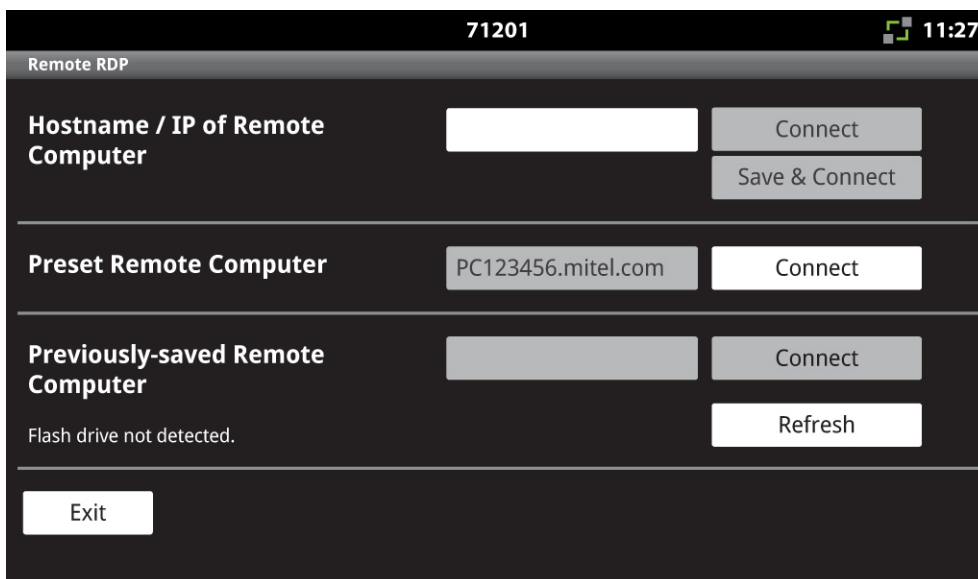 71201
11:27
Remote RDP
Hostname / IP of Remote
Computer
Connect
Save & Connect
Preset Remote Computer
PC123456.mitel.com
Connect
Previously-saved Remote
Computer
Connect
Flash drive not detected.
Refresh
Exit